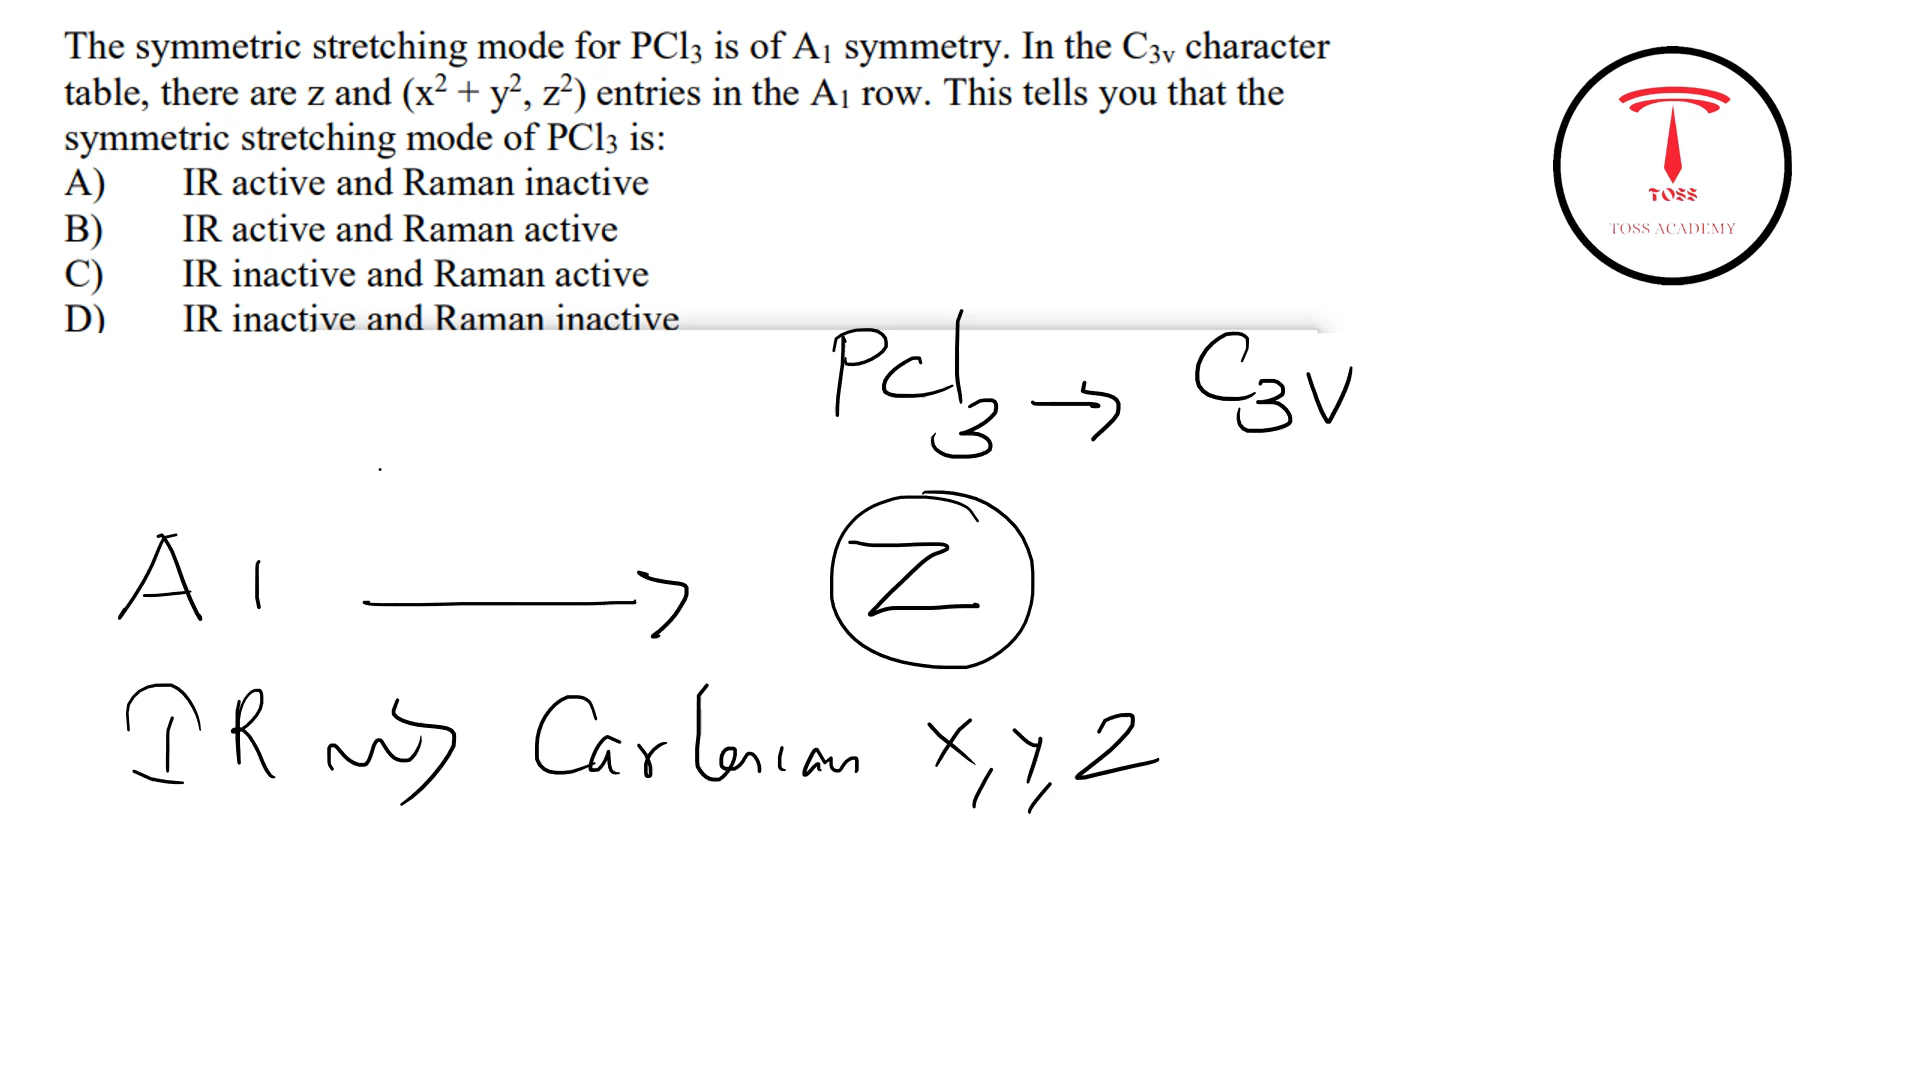 The symmetric stretching mode for PCl₃ is of A₁ symmetry. In the C₃ᵥ character
table, there are z and (x² + y², z²) entries in the A₁ row. This tells you that the
symmetric stretching mode of PCl₃ is:
A) IR active and Raman inactive
B) IR active and Raman active
C) IR inactive and Raman active
D) IR inactive and Raman inactive
TOSS
TOSS ACADEMY
PCl₃ → C₃V
A1 → Z
IR → Cartesian x, y, z